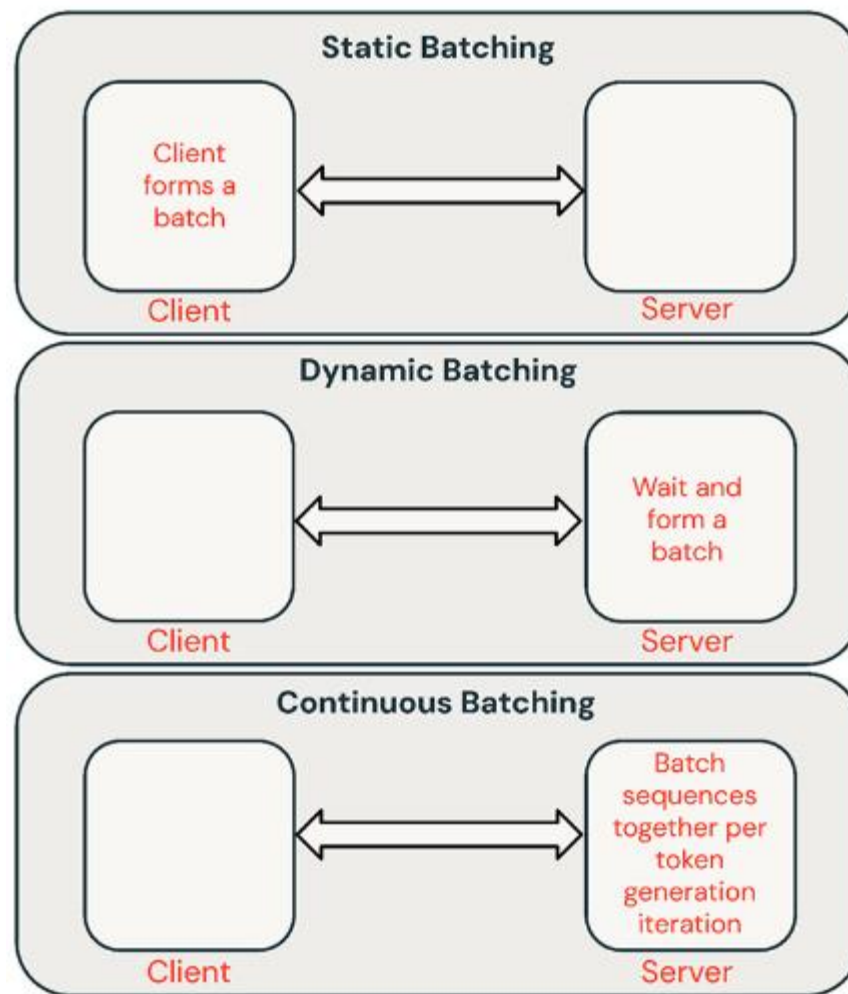 Static Batching
Client
forms a
batch
Client
Server
Dynamic Batching
Wait and
form a
batch
Client
Server
Continuous Batching
Batch
sequences
together per
token
generation
iteration
Client
Server